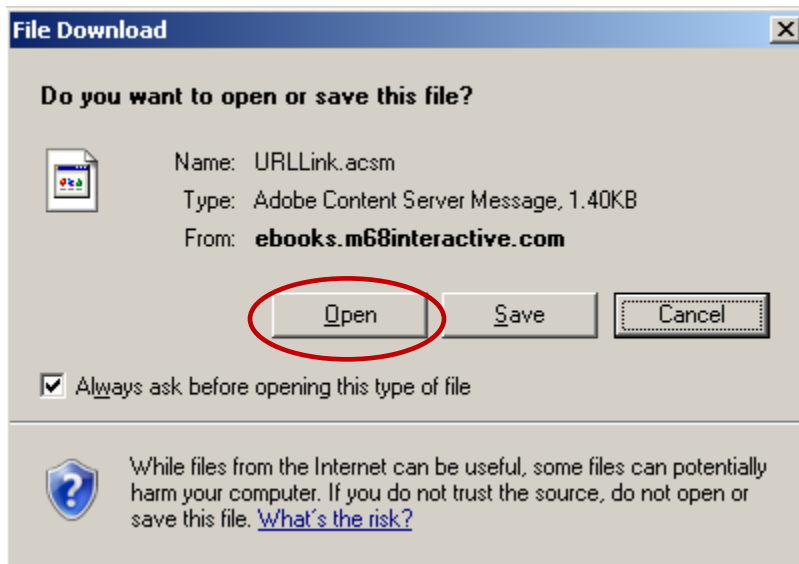 File Download
Do you want to open or save this file?
Name: URLLink.acsm
Type: Adobe Content Server Message, 1.40KB
From: ebooks.m68interactive.com
Open Save Cancel
Always ask before opening this type of file
While files from the Internet can be useful, some files can potentially
harm your computer. If you do not trust the source, do not open or
save this file. What's the risk?